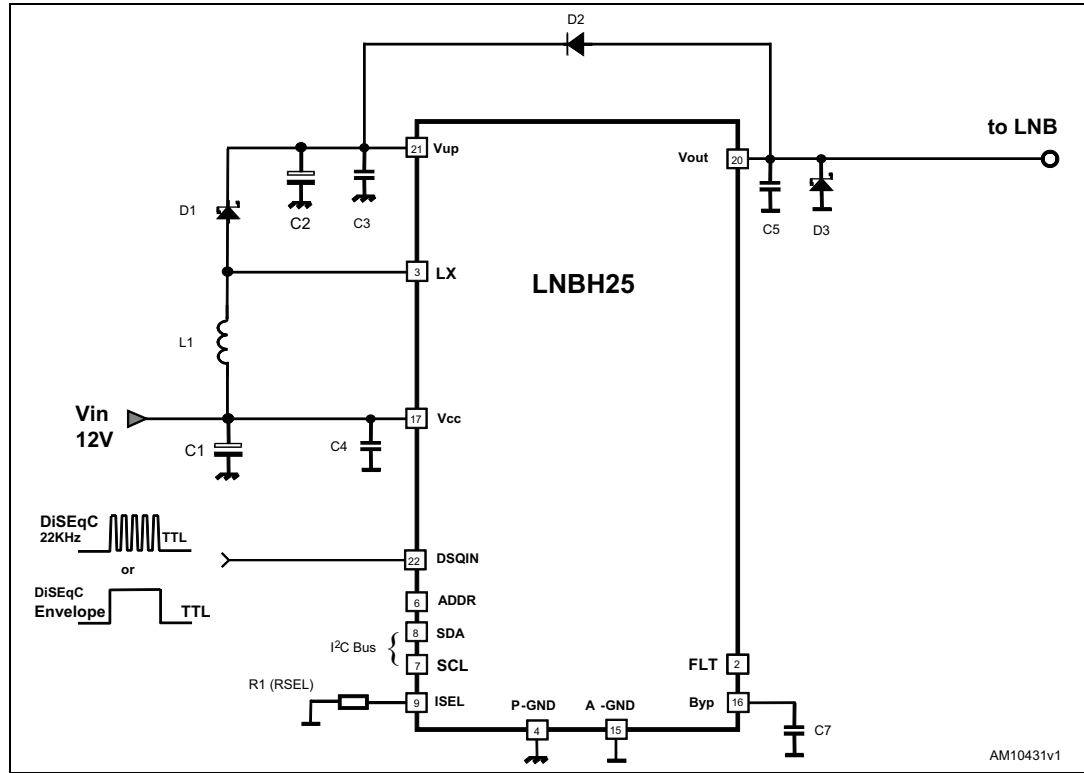 D2
to LNB
21 Vup
Vout 20
D1
C2
C3
C5
D3
3 LX
LNBH25
L1
Vin
12V
17 Vcc
C1
C4
DiSEqC
22KHz
TTL
or
DiSEqC
Envelope
TTL
22 DSQIN
6 ADDR
I²C Bus {
8 SDA
7 SCL
FLT 2
R1 (RSEL)
9 ISEL
P-GND
A -GND
Byp 16
4
15
C7
AM10431v1